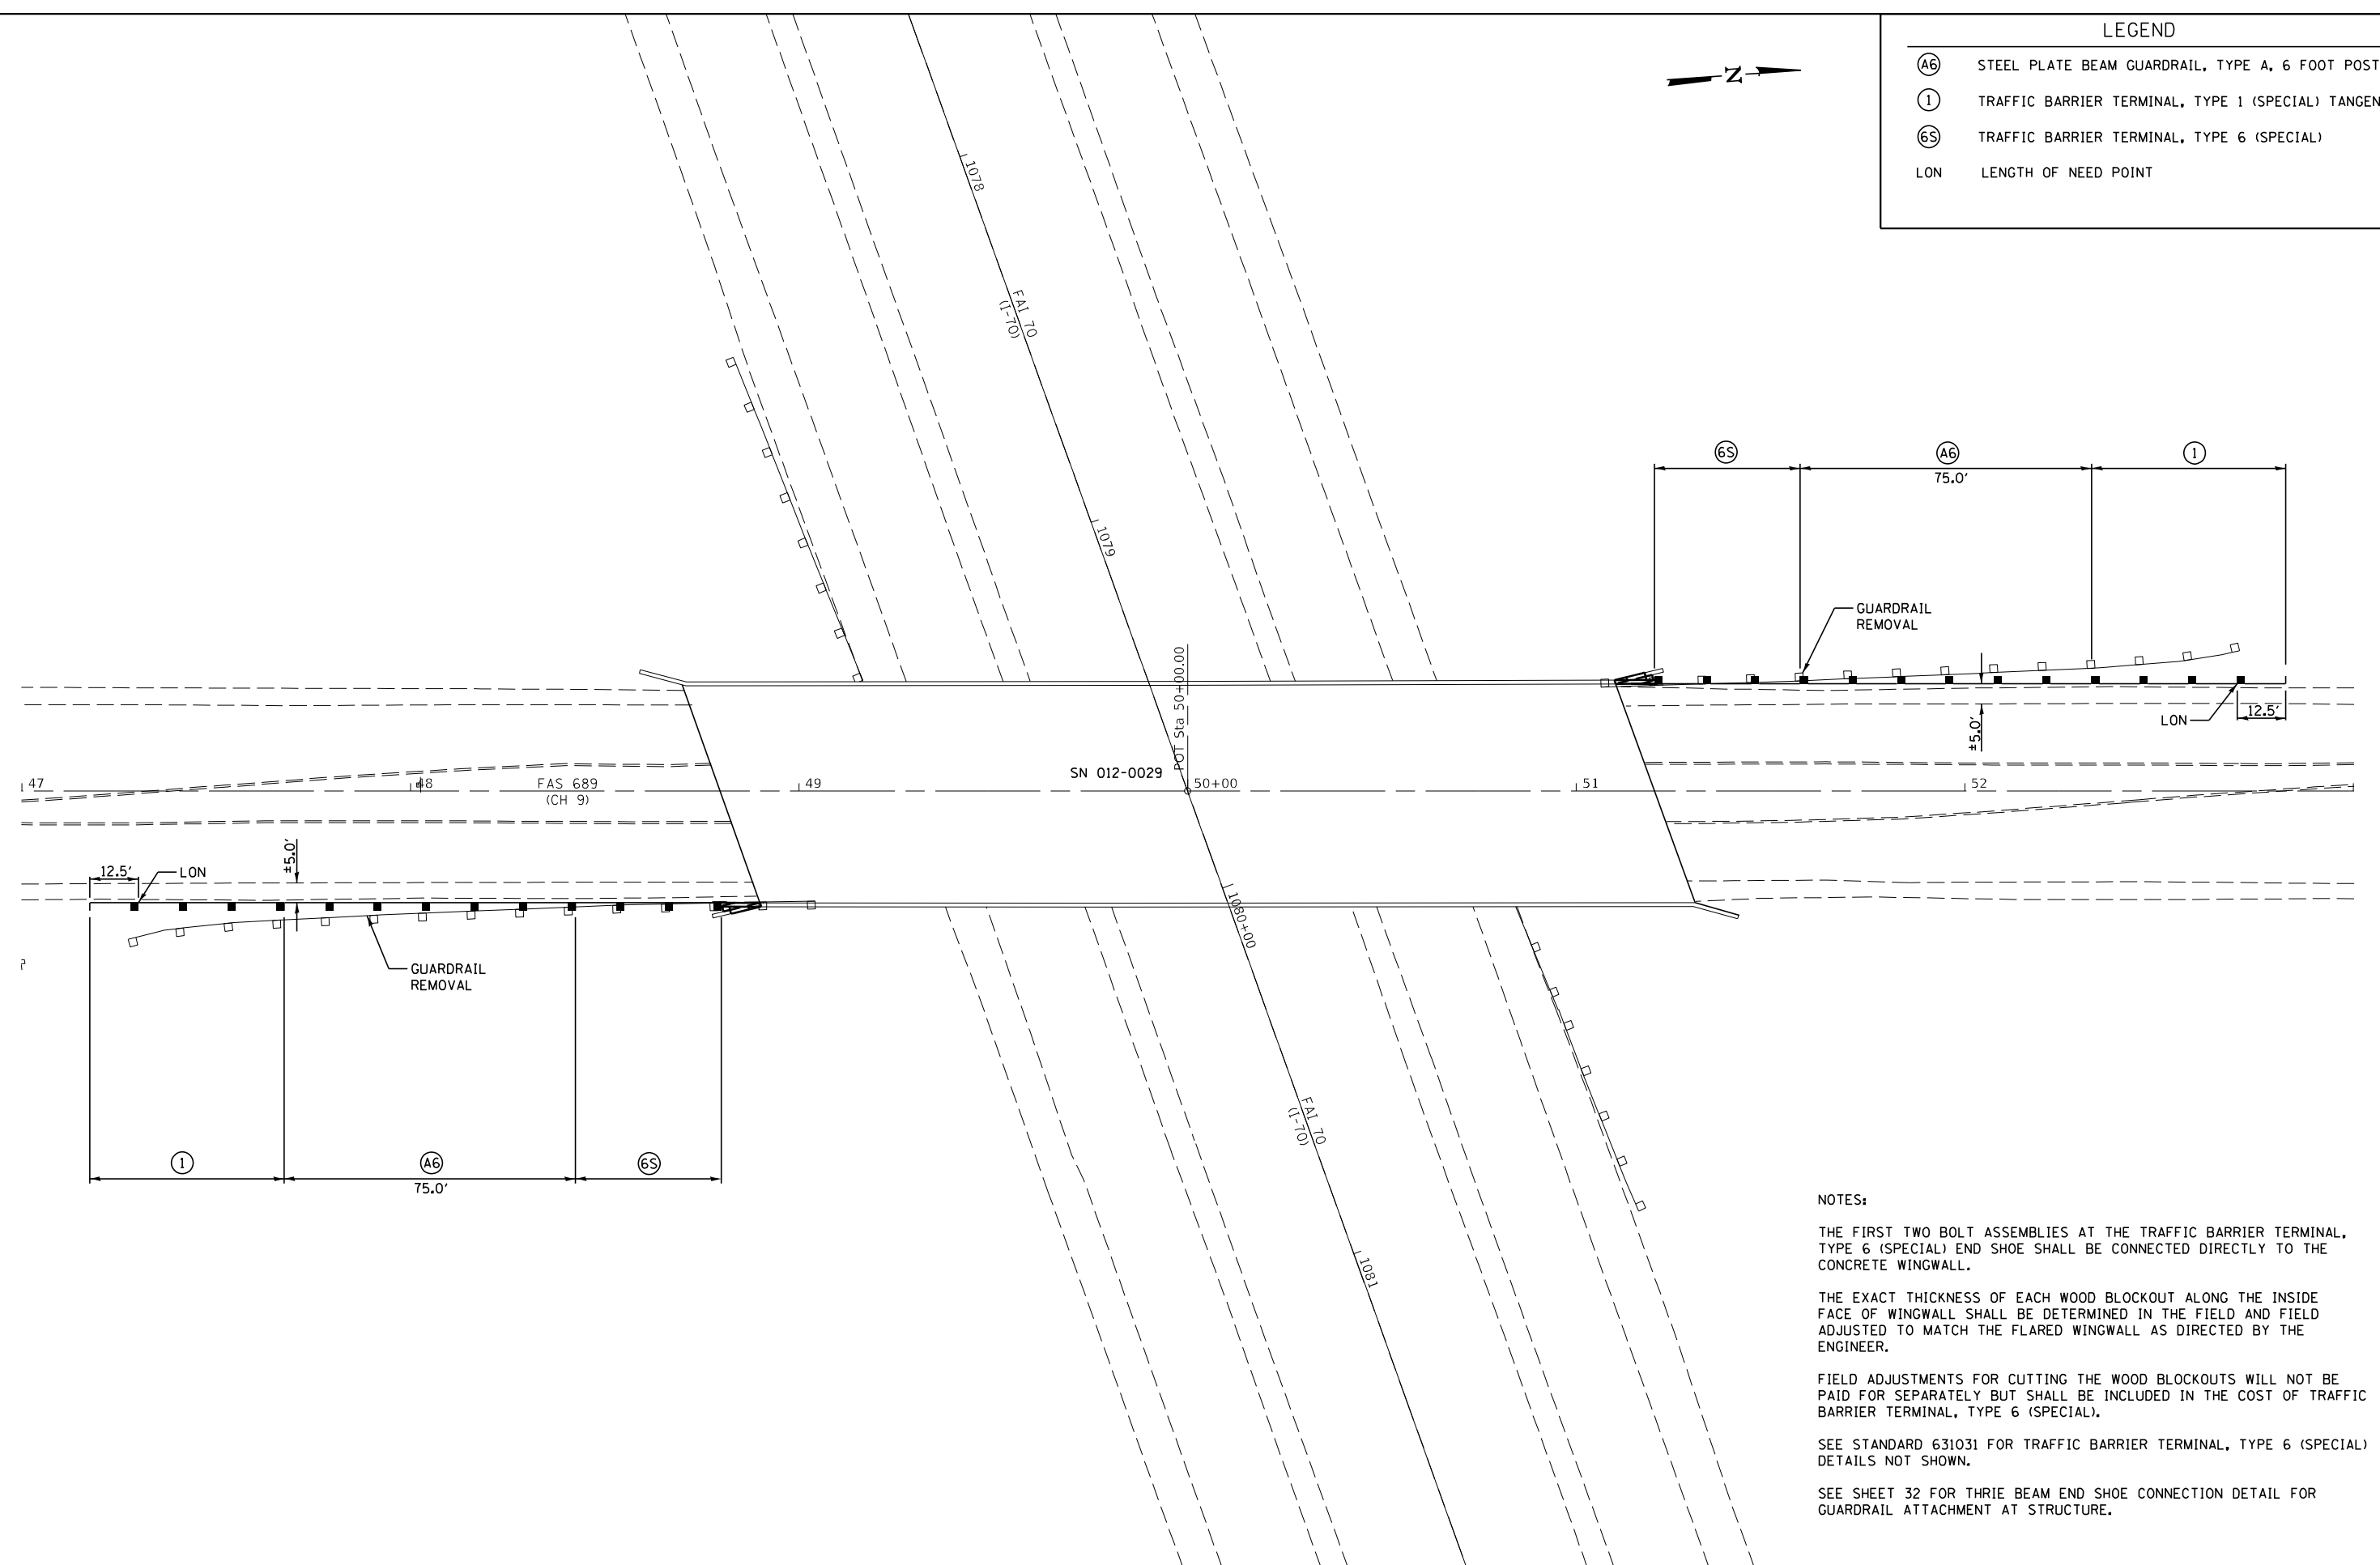 LEGEND
A6 STEEL PLATE BEAM GUARDRAIL, TYPE A, 6 FOOT POST
1 TRAFFIC BARRIER TERMINAL, TYPE 1 (SPECIAL) TANGEN
6S TRAFFIC BARRIER TERMINAL, TYPE 6 (SPECIAL)
LON LENGTH OF NEED POINT
N
1078
FAI 70
(I-70)
1079
6S
A6
1
75.0'
GUARDRAIL
REMOVAL
LON
12.5'
±5.0'
POT Sta 50+00.00
SN 012-0029
47
48
FAS 689
(CH 9)
49
50+00
51
52
12.5'
LON
±5.0'
GUARDRAIL
REMOVAL
1080+00
FAI 70
(I-70)
1081
1
A6
6S
75.0'
NOTES:
THE FIRST TWO BOLT ASSEMBLIES AT THE TRAFFIC BARRIER TERMINAL,
TYPE 6 (SPECIAL) END SHOE SHALL BE CONNECTED DIRECTLY TO THE
CONCRETE WINGWALL.
THE EXACT THICKNESS OF EACH WOOD BLOCKOUT ALONG THE INSIDE
FACE OF WINGWALL SHALL BE DETERMINED IN THE FIELD AND FIELD
ADJUSTED TO MATCH THE FLARED WINGWALL AS DIRECTED BY THE
ENGINEER.
FIELD ADJUSTMENTS FOR CUTTING THE WOOD BLOCKOUTS WILL NOT BE
PAID FOR SEPARATELY BUT SHALL BE INCLUDED IN THE COST OF TRAFFIC
BARRIER TERMINAL, TYPE 6 (SPECIAL).
SEE STANDARD 631031 FOR TRAFFIC BARRIER TERMINAL, TYPE 6 (SPECIAL)
DETAILS NOT SHOWN.
SEE SHEET 32 FOR THRIE BEAM END SHOE CONNECTION DETAIL FOR
GUARDRAIL ATTACHMENT AT STRUCTURE.